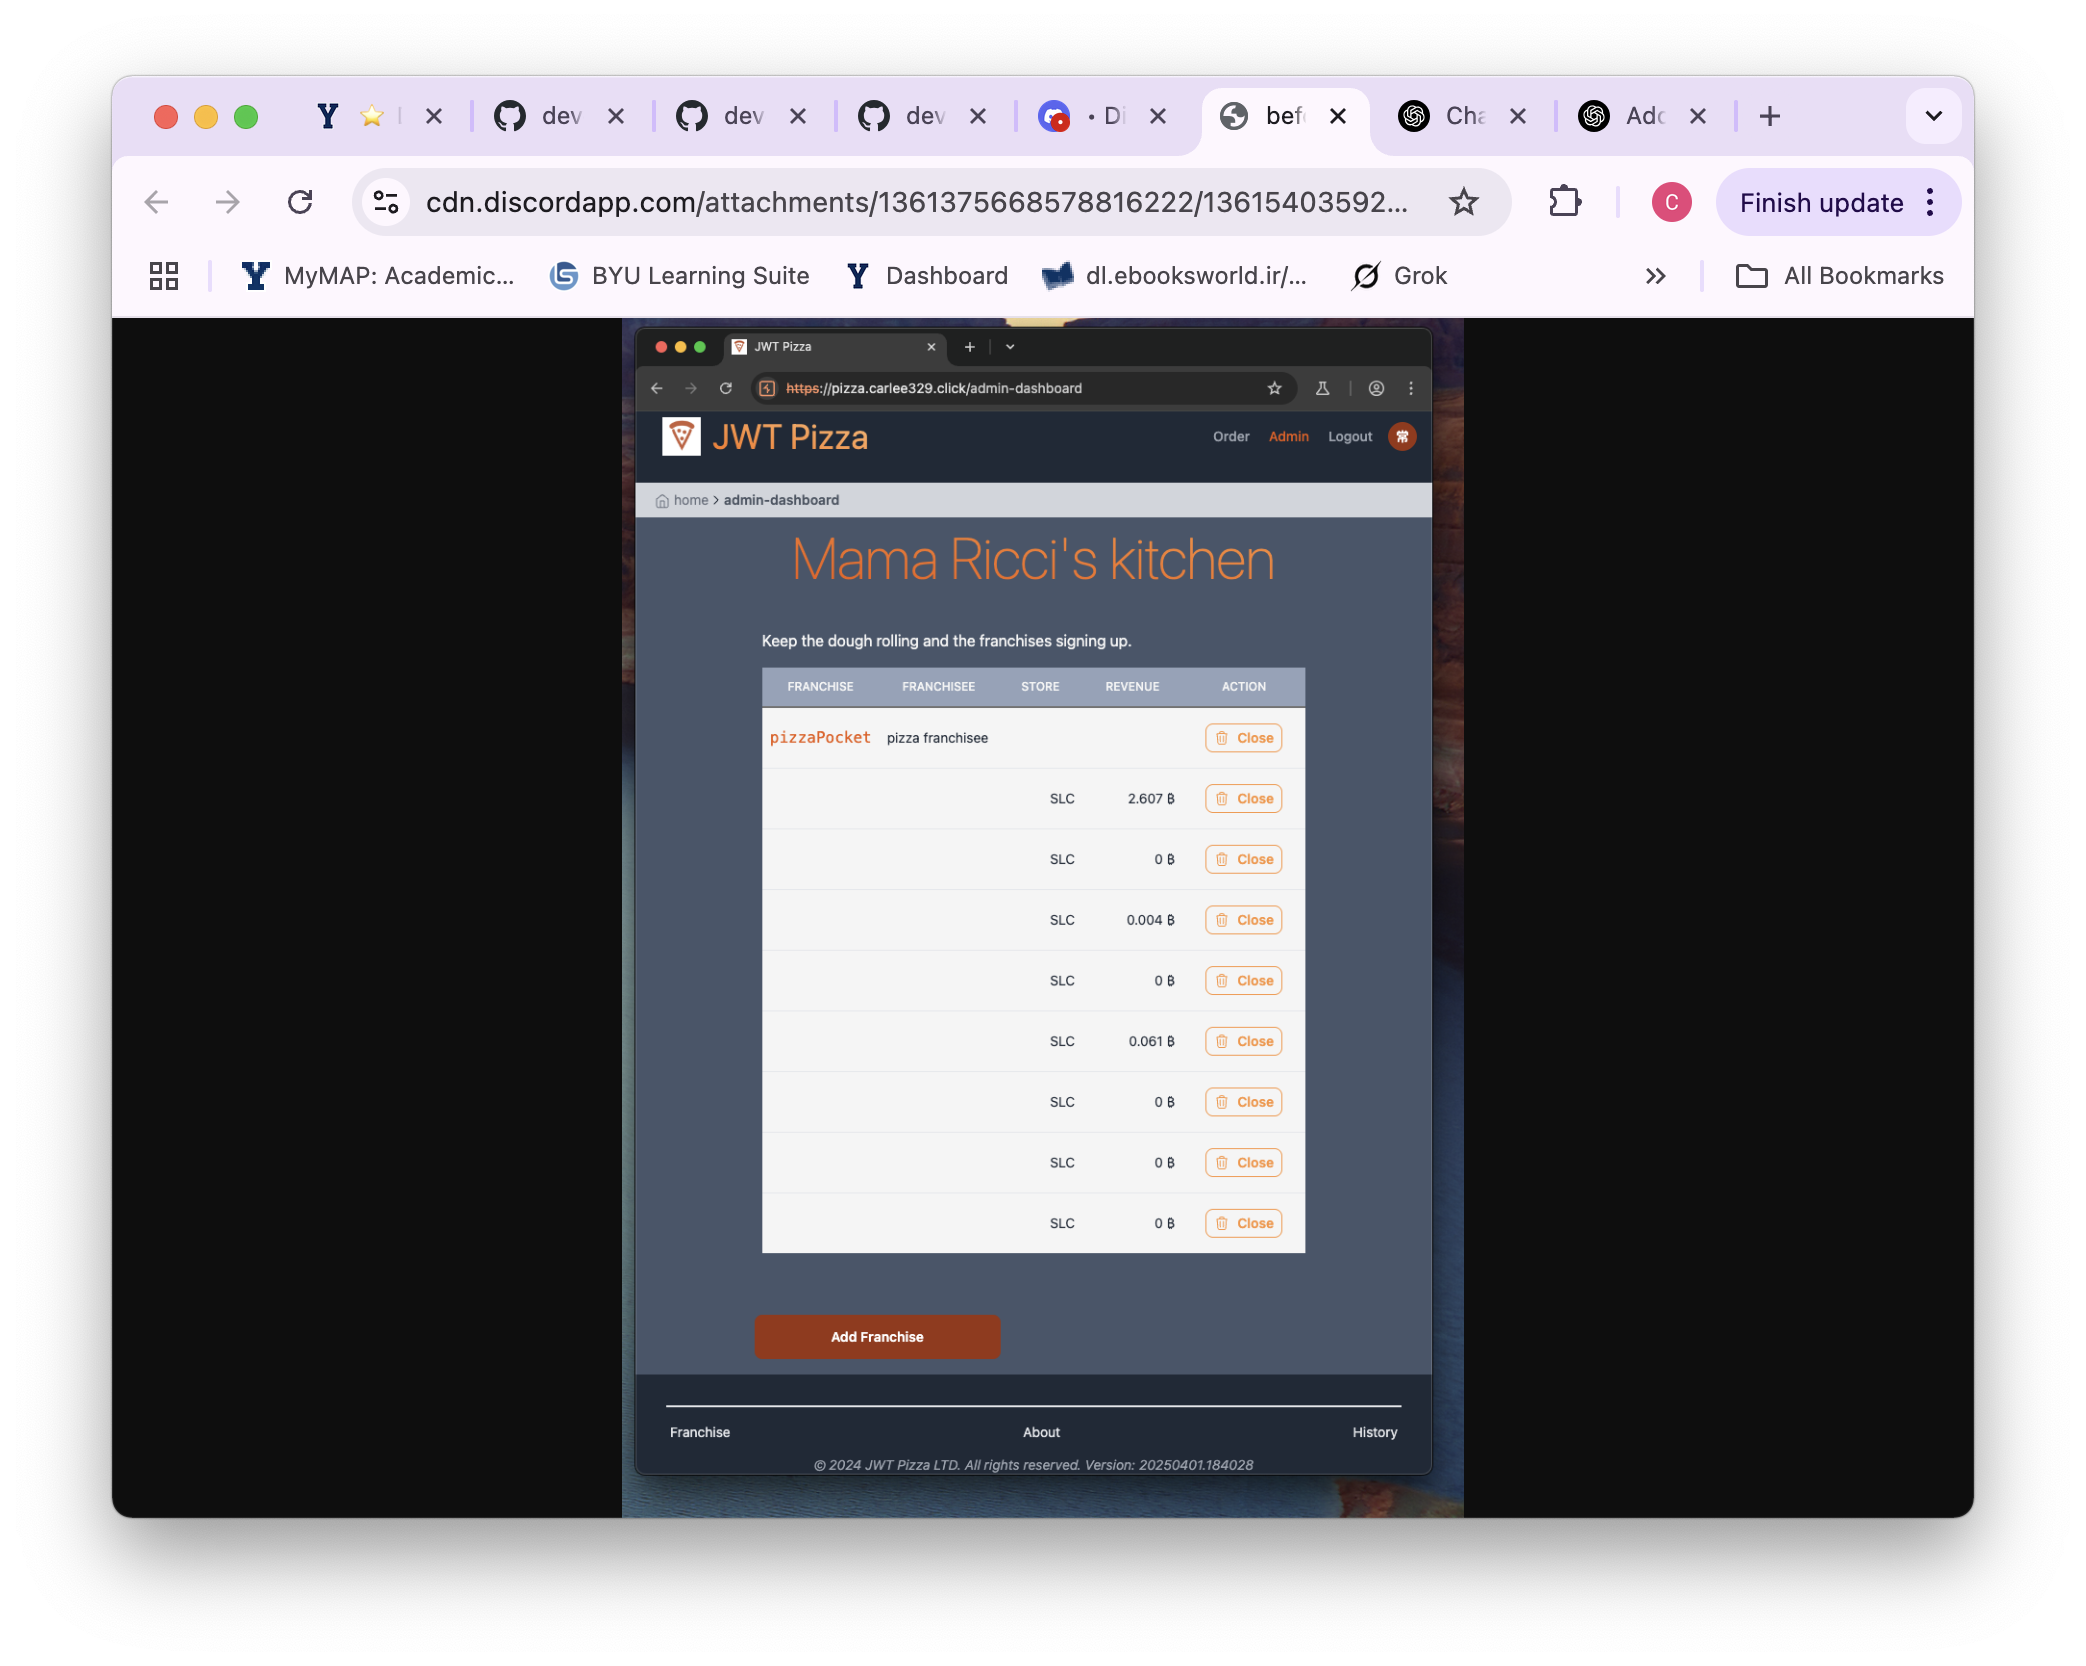 dev
dev
dev
cdn.discordapp.com/attachments/1361375668578816222/13615403592...
C
Finish update
MyMAP: Academic...
BYU Learning Suite
Dashboard
dl.ebooksworld.ir/...
Grok
All Bookmarks
JWT Pizza
https://pizza.carlee329.click/admin-dashboard
JWT Pizza
Order Admin Logout
home > admin-dashboard
Mama Ricci's kitchen
Keep the dough rolling and the franchises signing up.
FRANCHISE FRANCHISEE STORE REVENUE ACTION
pizzaPocket pizza franchisee Close
SLC 2.607 ₿ Close
SLC 0 ₿ Close
SLC 0.004 ₿ Close
SLC 0 ₿ Close
SLC 0.061 ₿ Close
SLC 0 ₿ Close
SLC 0 ₿ Close
SLC 0 ₿ Close
Add Franchise
Franchise About History
© 2024 JWT Pizza LTD. All rights reserved. Version: 20250401.184028